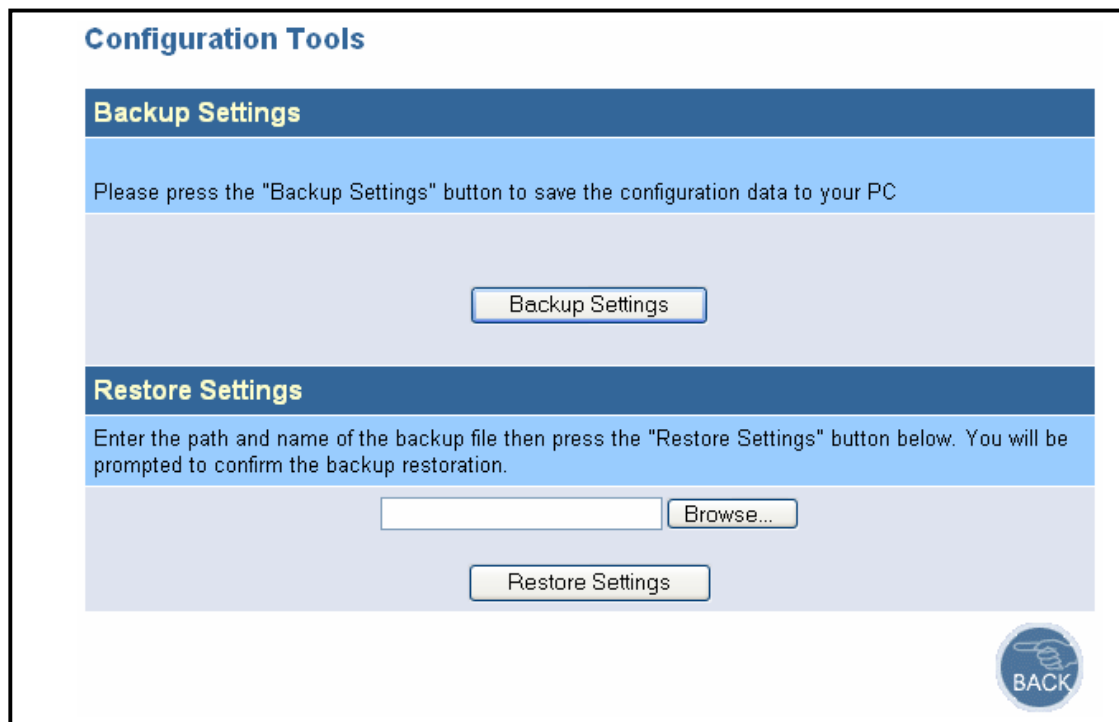 Configuration Tools
Backup Settings
Please press the "Backup Settings" button to save the configuration data to your PC
Backup Settings
Restore Settings
Enter the path and name of the backup file then press the "Restore Settings" button below. You will be
prompted to confirm the backup restoration.
Browse...
Restore Settings
BACK